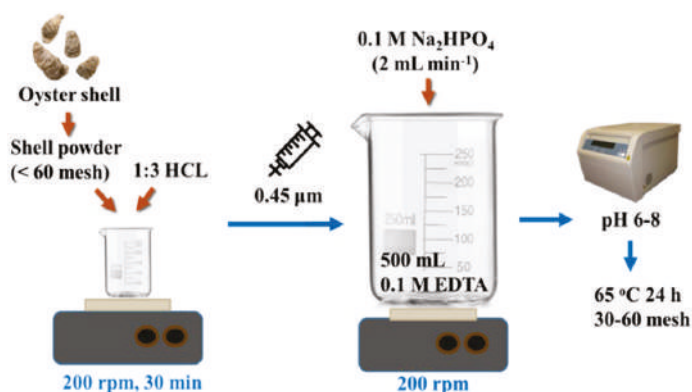 Oyster shell
Shell powder
(< 60 mesh)
1:3 HCL
200 rpm, 30 min
0.45 μm
0.1 M Na₂HPO₄
(2 mL min⁻¹)
250
200
150
100
50
250ml
500 mL
0.1 M EDTA
200 rpm
pH 6-8
65 °C 24 h
30-60 mesh